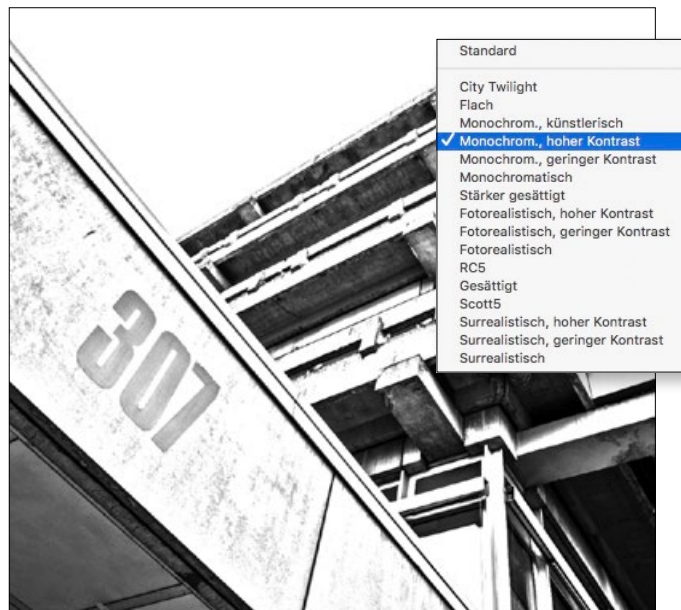 Standard
City Twilight
Flach
Monochrom., künstlerisch
Monochrom., hoher Kontrast
Monochrom., geringer Kontrast
Monochromatisch
Stärker gesättigt
Fotorealistisch, hoher Kontrast
Fotorealistisch, geringer Kontrast
Fotorealistisch
RC5
Gesättigt
Scott5
Surrealistisch, hoher Kontrast
Surrealistisch, geringer Kontrast
Surrealistisch
307